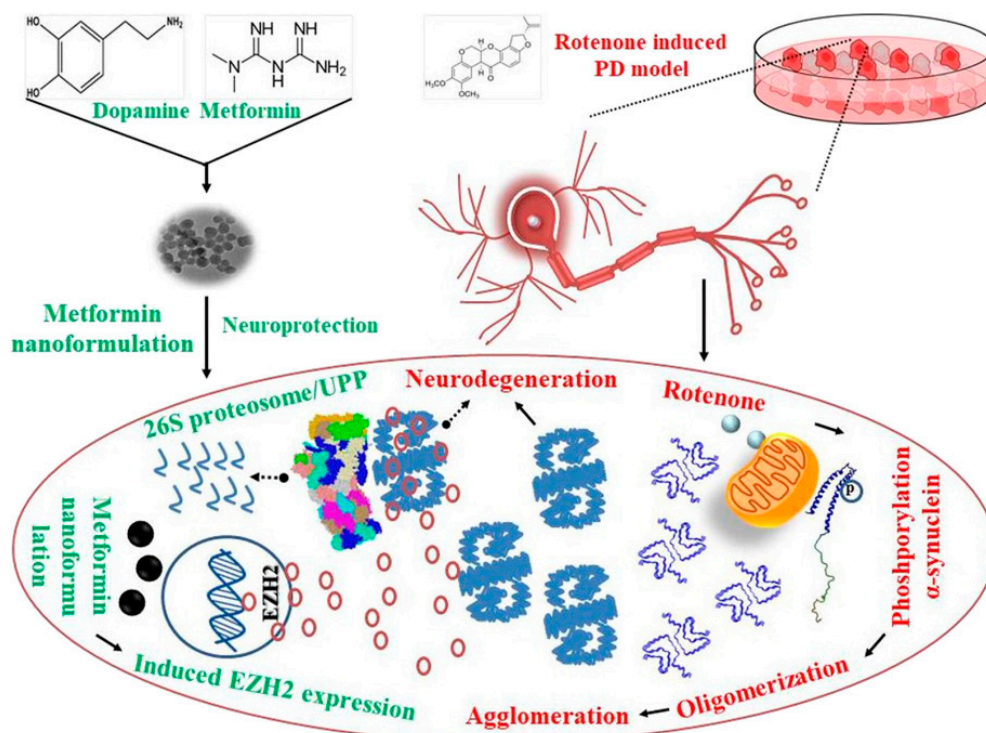 HO
NH₂
HO
Dopamine
NH NH
N N NH₂
H
Metformin
H
O O
O
H
H
H₃CO
O
OCH₃
Rotenone induced
PD model
Metformin
nanoformulation
Neuroprotection
26S proteosome/UPP
Neurodegeneration
Rotenone
p
Phoshporylation
α-synuclein
Metformin
nanoformu
lation
EZH2
Induced EZH2 expression
Agglomeration
Oligomerization